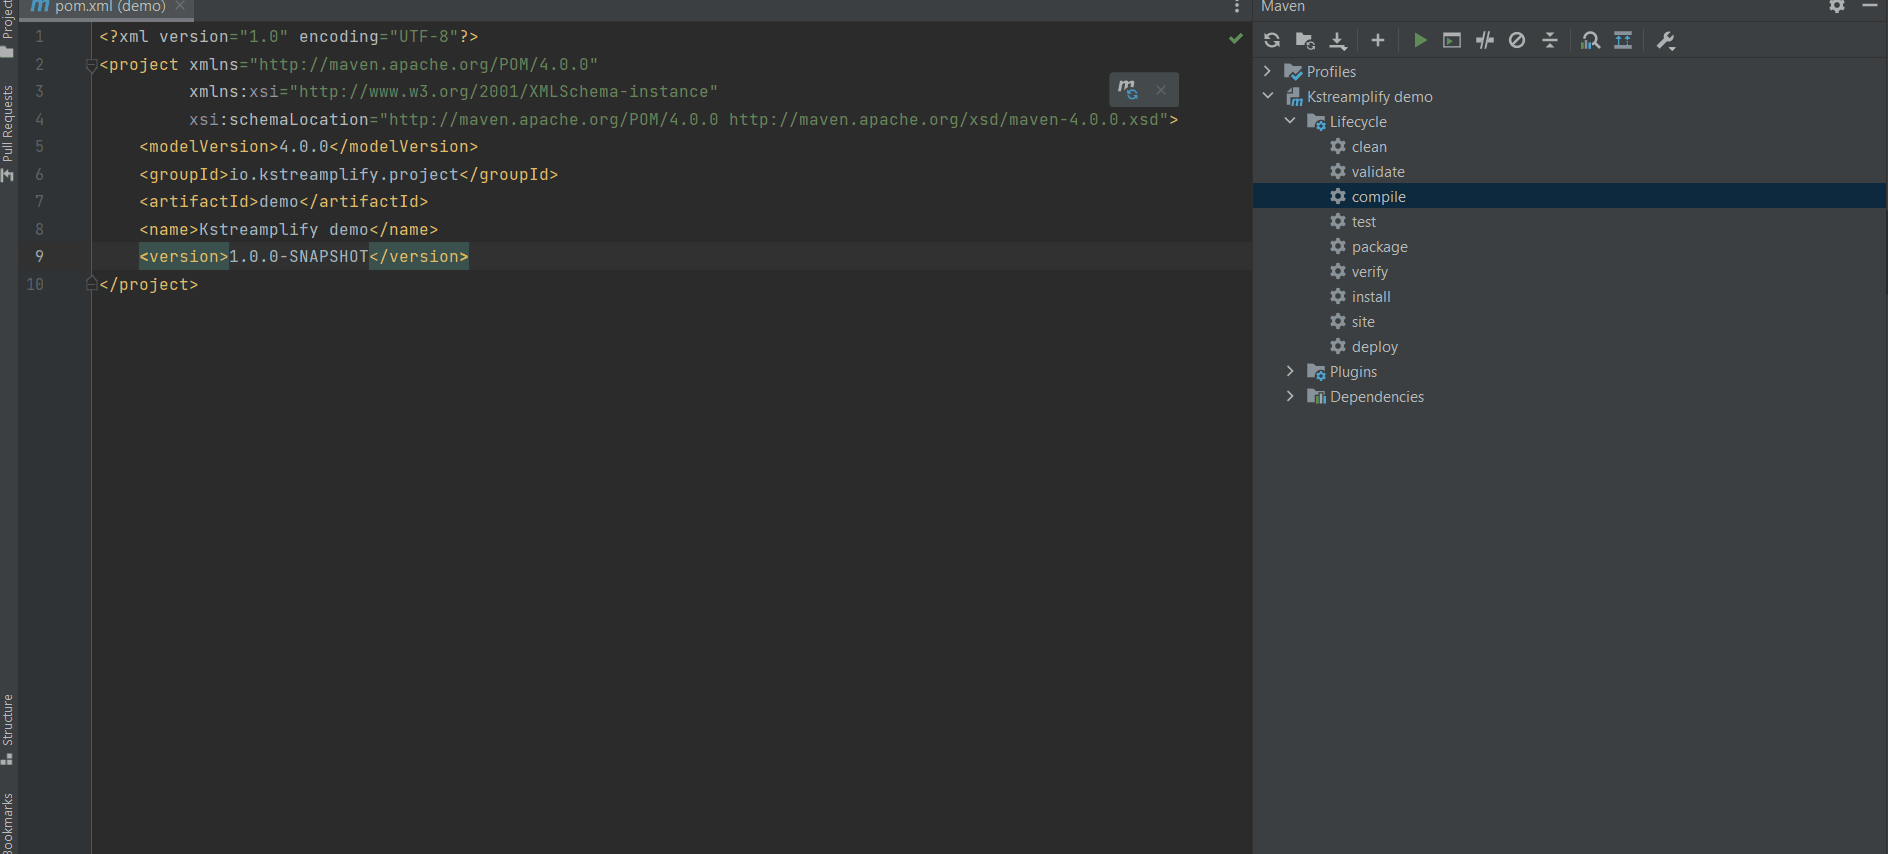 Project
Pull Requests
Structure
Bookmarks
pom.xml (demo)
1 <?xml version="1.0" encoding="UTF-8"?>
2 <project xmlns="http://maven.apache.org/POM/4.0.0"
3 xmlns:xsi="http://www.w3.org/2001/XMLSchema-instance"
4 xsi:schemaLocation="http://maven.apache.org/POM/4.0.0 http://maven.apache.org/xsd/maven-4.0.0.xsd">
5 <modelVersion>4.0.0</modelVersion>
6 <groupId>io.kstreamplify.project</groupId>
7 <artifactId>demo</artifactId>
8 <name>Kstreamplify demo</name>
9 <version>1.0.0-SNAPSHOT</version>
10 </project>
Maven
Profiles
Kstreamplify demo
Lifecycle
clean
validate
compile
test
package
verify
install
site
deploy
Plugins
Dependencies